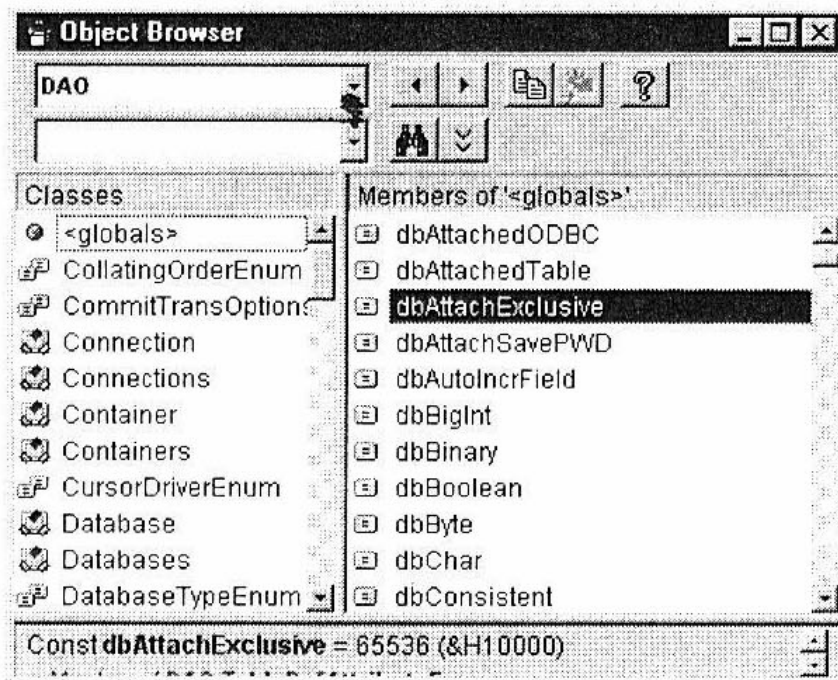 Object Browser
DAO
Classes
Members of '<globals>'
<globals>
CollatingOrderEnum
CommitTransOptions
Connection
Connections
Container
Containers
CursorDriverEnum
Database
Databases
DatabaseTypeEnum
dbAttachedODBC
dbAttachedTable
dbAttachExclusive
dbAttachSavePWD
dbAutoIncrField
dbBigInt
dbBinary
dbBoolean
dbByte
dbChar
dbConsistent
Const dbAttachExclusive = 65536 (&H10000)